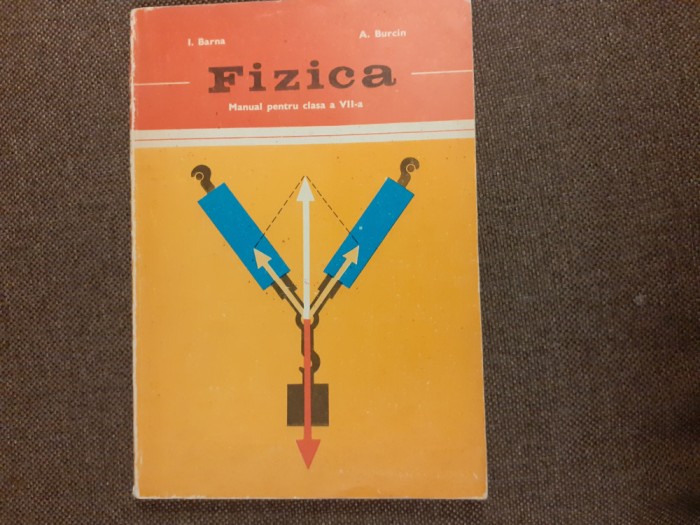 I. Barna A. Burcin
Fizica
Manual pentru clasa a VII-a